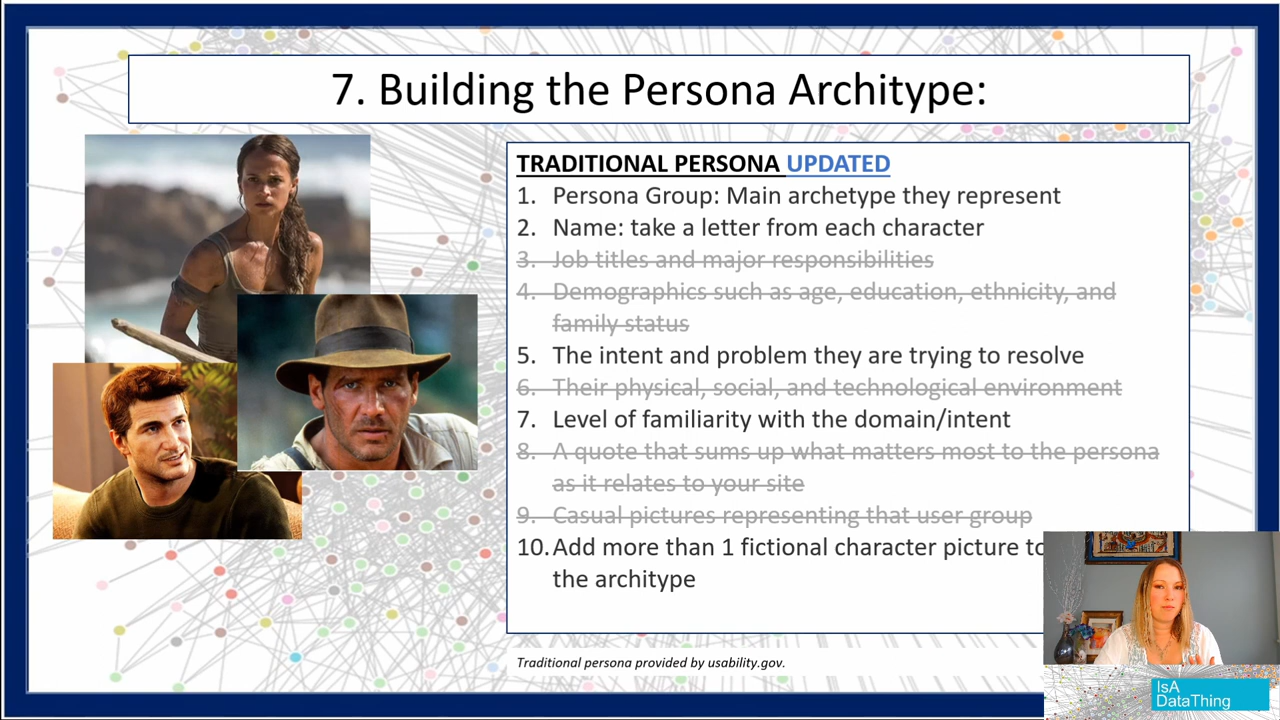 7. Building the Persona Architype:
TRADITIONAL PERSONA UPDATED
1. Persona Group: Main archetype they represent
2. Name: take a letter from each character
3. Job titles and major responsibilities
4. Demographics such as age, education, ethnicity, and
family status
5. The intent and problem they are trying to resolve
6. Their physical, social, and technological environment
7. Level of familiarity with the domain/intent
8. A quote that sums up what matters most to the persona
as it relates to your site
9. Casual pictures representing that user group
10. Add more than 1 fictional character picture to
the architype
Traditional persona provided by usability.gov.
IsA
DataThing